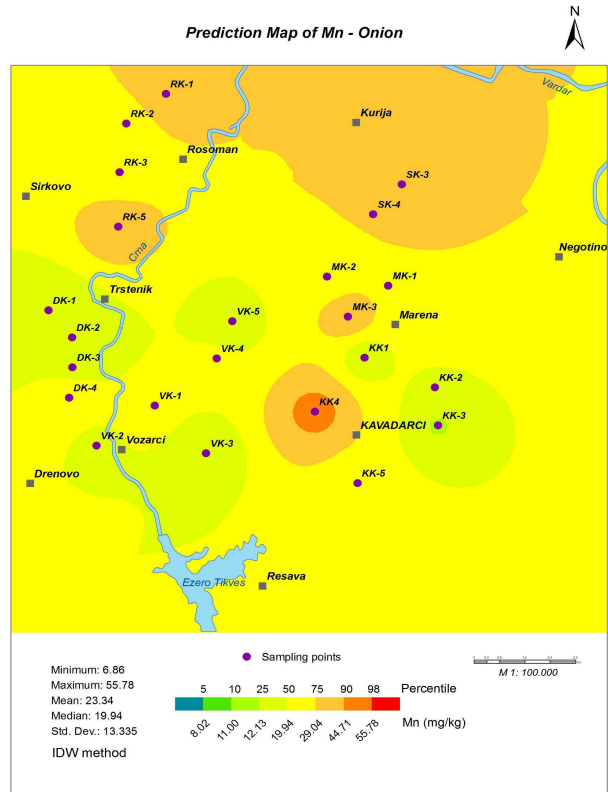 Prediction Map of Mn - Onion
N
Vardar
RK-1
Kurija
RK-2
Rosoman
RK-3
SK-3
Sirkovo
SK-4
RK-5
Crna
Negotino
MK-2
MK-1
Trstenik
DK-1
MK-3
VK-5
Marena
DK-2
VK-4
KK1
DK-3
KK-2
DK-4
VK-1
KK4
KK-3
KAVADARCI
VK-2
Vozarci
VK-3
Drenovo
KK-5
Resava
Ezero Tikves
Sampling points
M 1: 100.000
Minimum: 6.86
Maximum: 55.78
Mean: 23.34
Median: 19.94
Std. Dev.: 13.335
IDW method
5 10 25 50 75 90 98 Percentile
8.02 11.00 12.13 19.94 29.04 44.71 55.78 Mn (mg/kg)